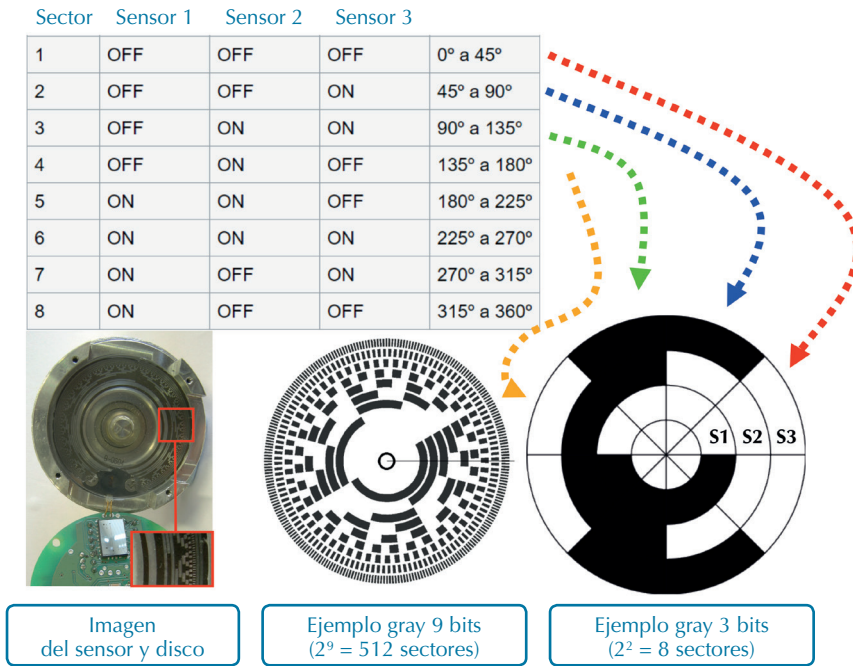 Sector Sensor 1 Sensor 2 Sensor 3
1 OFF OFF OFF 0º a 45º
2 OFF OFF ON 45º a 90º
3 OFF ON ON 90º a 135º
4 OFF ON OFF 135º a 180º
5 ON ON OFF 180º a 225º
6 ON ON ON 225º a 270º
7 ON OFF ON 270º a 315º
8 ON OFF OFF 315º a 360º
S1 S2 S3
Imagen
del sensor y disco
Ejemplo gray 9 bits
(2⁹ = 512 sectores)
Ejemplo gray 3 bits
(2² = 8 sectores)